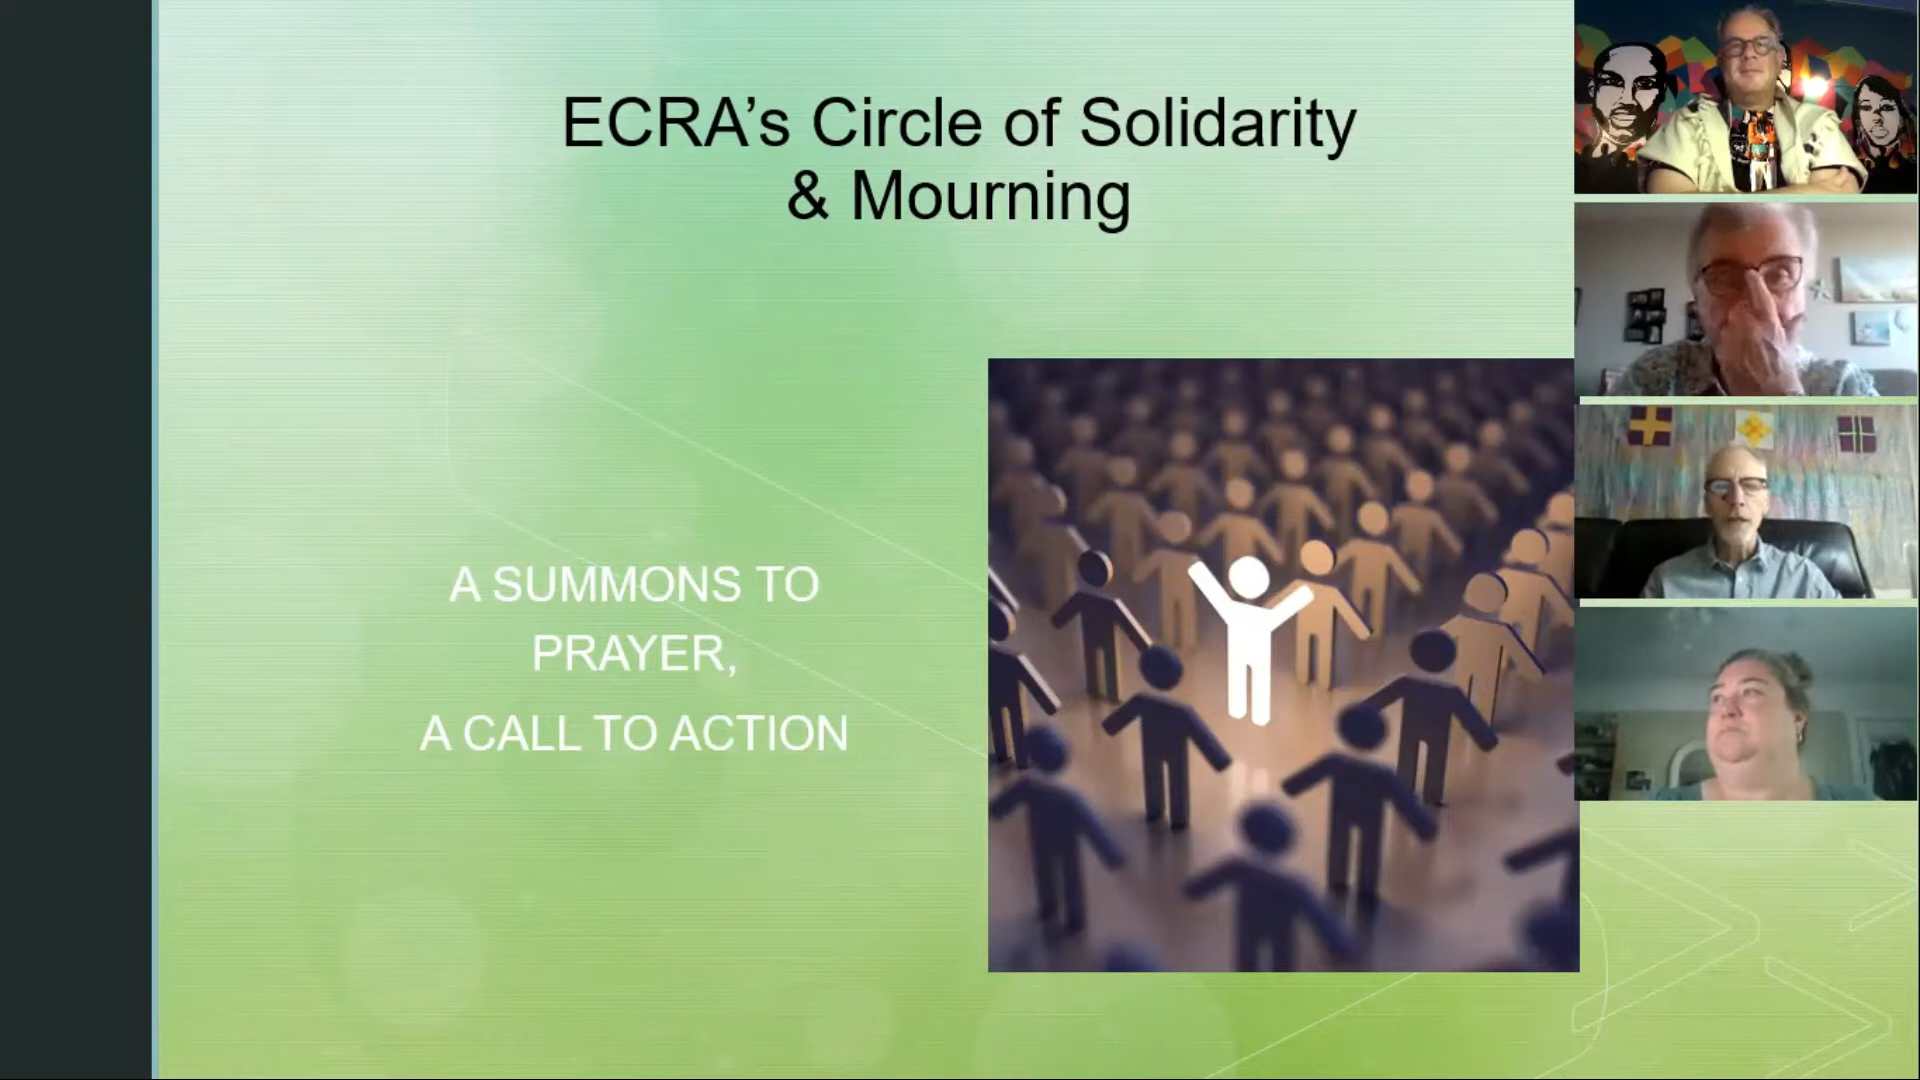 ECRA’s Circle of Solidarity
& Mourning
A SUMMONS TO
PRAYER,
A CALL TO ACTION